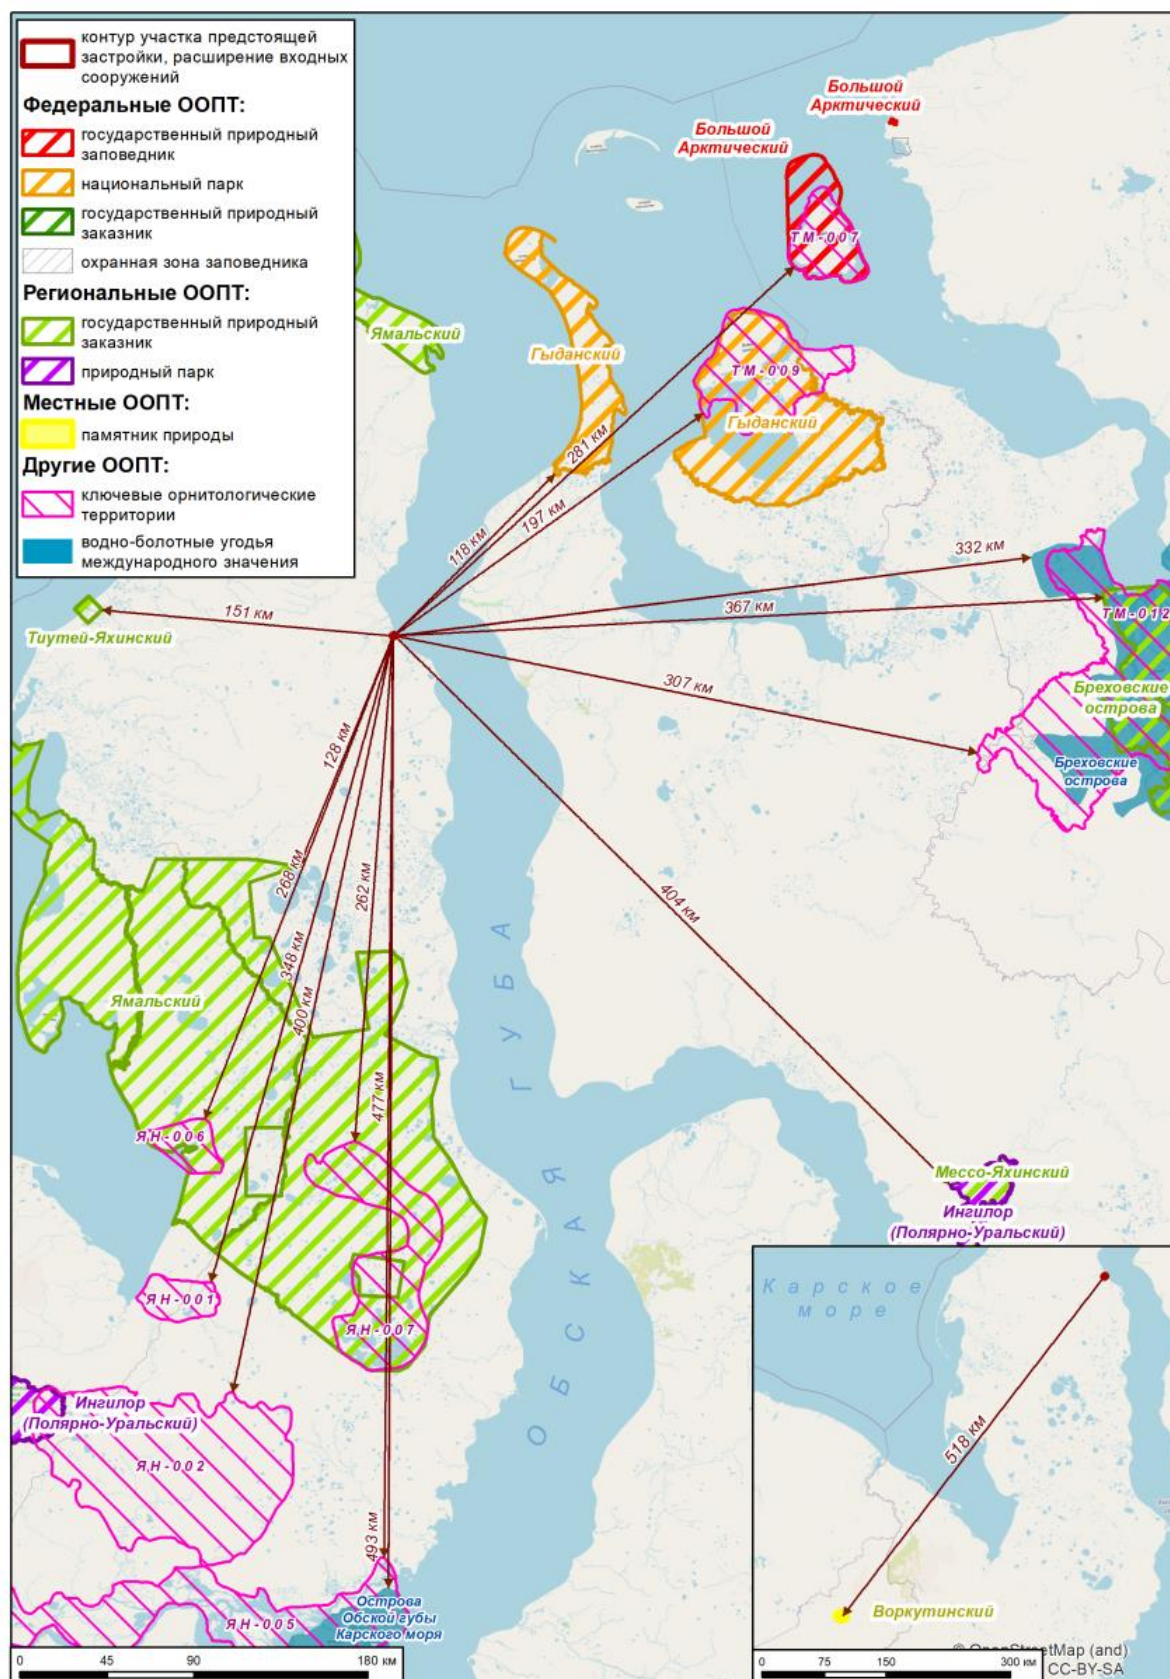 контур участка предстоящей
застройки, расширение входных
сооружений
Федеральные ООПТ:
государственный природный
заповедник
национальный парк
государственный природный
заказник
охранная зона заповедника
Региональные ООПТ:
государственный природный
заказник
природный парк
Местные ООПТ:
памятник природы
Другие ООПТ:
ключевые орнитологические
территории
водно-болотные угодья
международного значения
Большой
Арктический
Большой
Арктический
ТМ-007
Ямальский
Гыданский
ТМ-009
Гыданский
281 км
197 км
118 км
332 км
367 км
ТМ-012
151 км
Тиутей-Яхинский
307 км
Бреховские
острова
Бреховские
острова
128 км
268 км
262 км
404 км
348 км
400 км
Ямальский
477 км
ОБСКАЯ ГУБА
ЯН-006
Мессо-Яхинский
Ингилор
(Полярно-Уральский)
ЯН-001
ЯН-007
Карское
море
Ингилор
(Полярно-Уральский)
ЯН-002
518 км
493 км
Острова
Обской губы
Карского моря
ЯН-005
Воркутинский
© OpenStreetMap (and)
CC-BY-SA
0 45 90 180 км
0 75 150 300 км